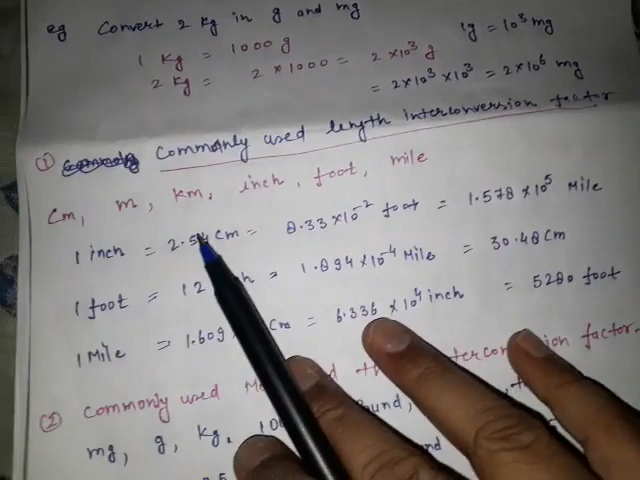 eg Convert 2 Kg in g and mg
1 Kg = 1000 g 1g = 10³ mg
2 Kg = 2 × 1000 = 2 × 10³ g
= 2×10³ ×10³ = 2×10⁶ mg
① Commonly used length interconversion factor
Cm, m, Km, inch, foot, mile
1 inch = 2.54 Cm = 8.33×10⁻² foot = 1.578×10⁵ Mile
1 foot = 12 = 1.894×10⁻⁴ Mile = 30.48 Cm
1 Mile = 1.609 Cm = 6.336 × 10⁴ inch = 5280 foot
② Commonly used factor.
mg, g, Kg,